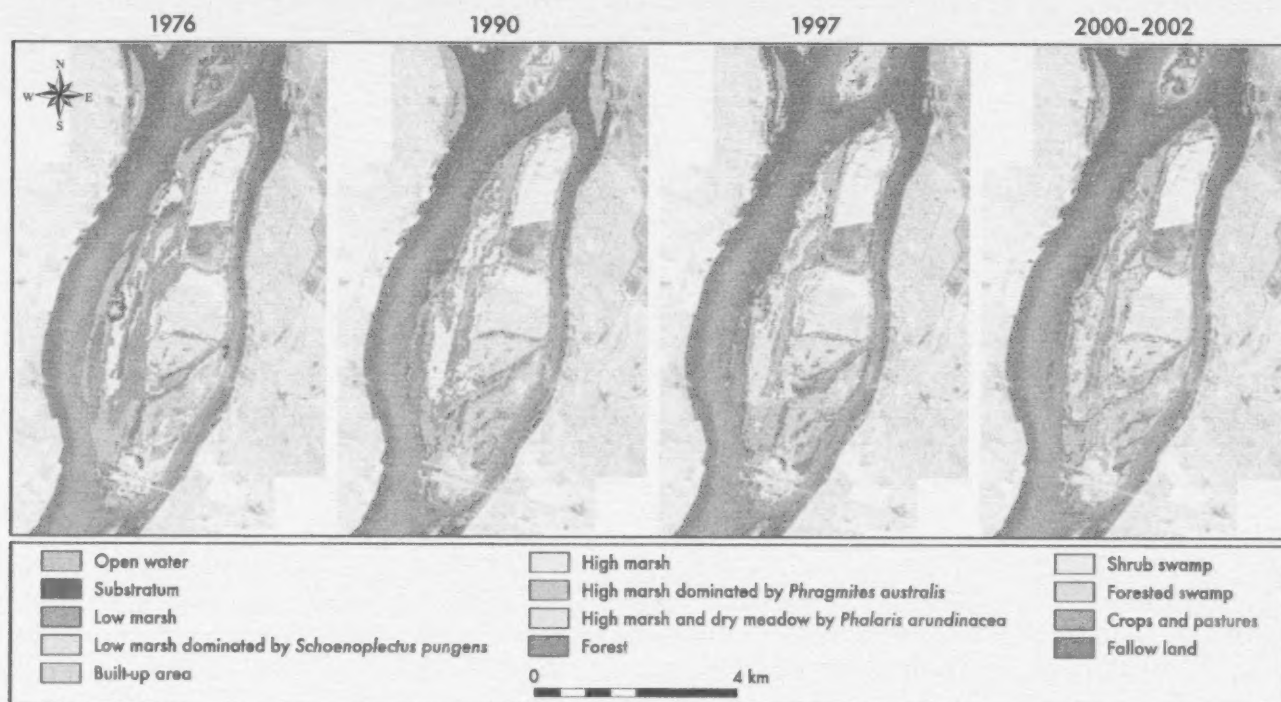 1976 1990 1997 2000–2002
N
W E
S
Open water
Substratum
Low marsh
Low marsh dominated by Schoenoplectus pungens
Built-up area
High marsh
High marsh dominated by Phragmites australis
High marsh and dry meadow by Phalaris arundinacea
Forest
0 4 km
Shrub swamp
Forested swamp
Crops and pastures
Fallow land